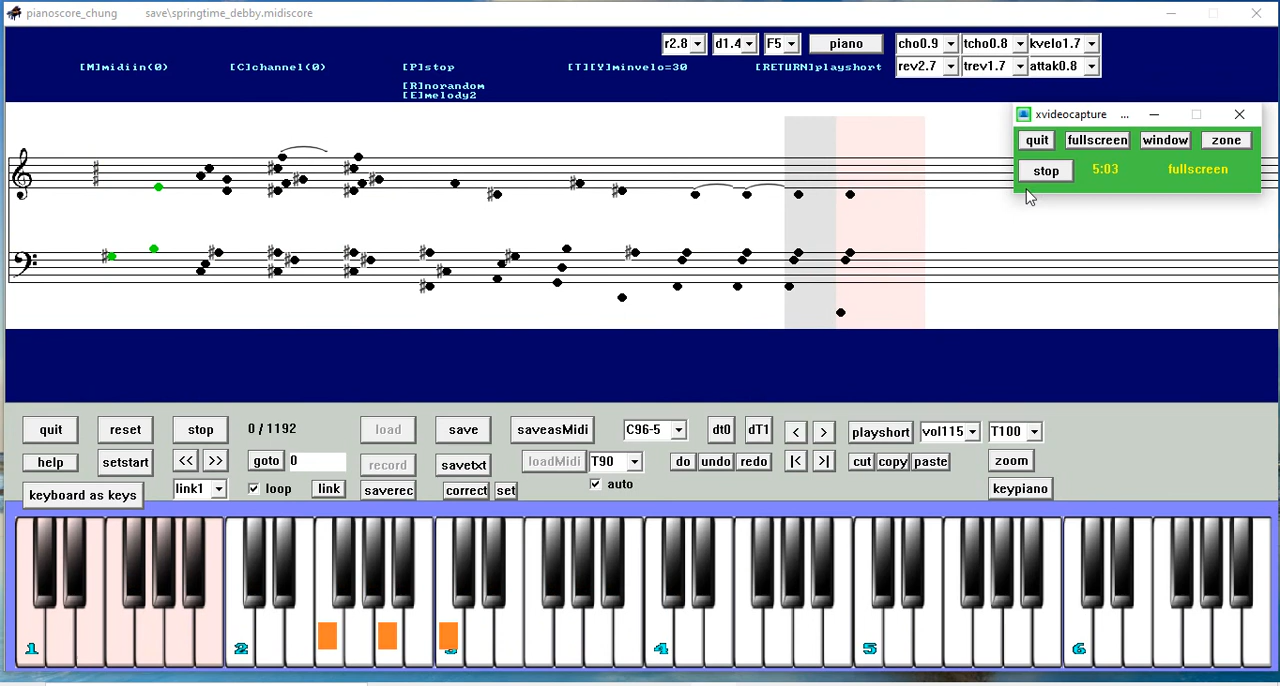 pianoscore_chung save\springtime_debby.midiscore
r2.8 d1.4 F5 piano cho0.9 tcho0.8 kvelo1.7
[M]midiin(0) [C]channel(0) [P]stop [T][Y]minvelo=30 [RETURN]playshort rev2.7 trev1.7 attak0.8
[R]norandom
[E]melody2
xvideocapture ...
quit fullscreen window zone
stop 5:03 fullscreen
quit reset stop 0 / 1192 load save saveasMidi C96-5 dt0 dT1 < > playshort vol115 T100
help setstart << >> goto 0 record savetxt loadMidi T90 do undo redo |< >| cut copy paste zoom
keyboard as keys link1 loop link saverec correct set auto keypiano
1 2 4 5 6